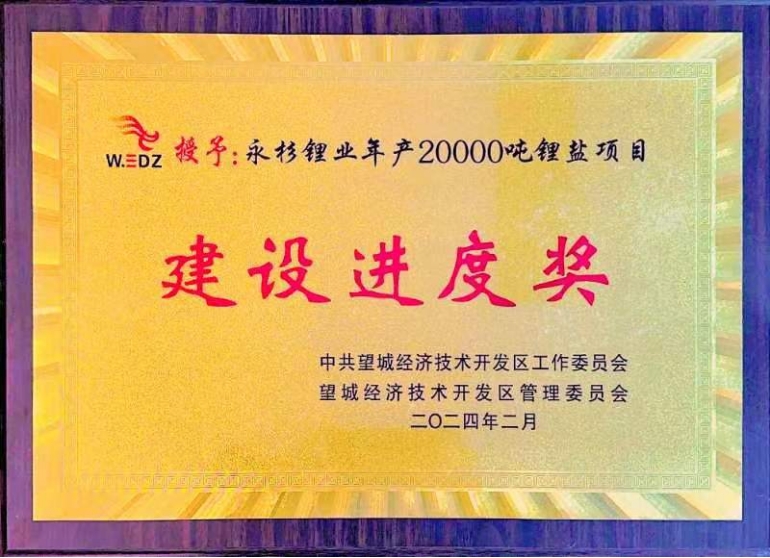 W.EDZ 授予:永杉锂业年产20000吨锂盐项目
建设进度奖
中共望城经济技术开发区工作委员会
望城经济技术开发区管理委员会
二〇二四年二月